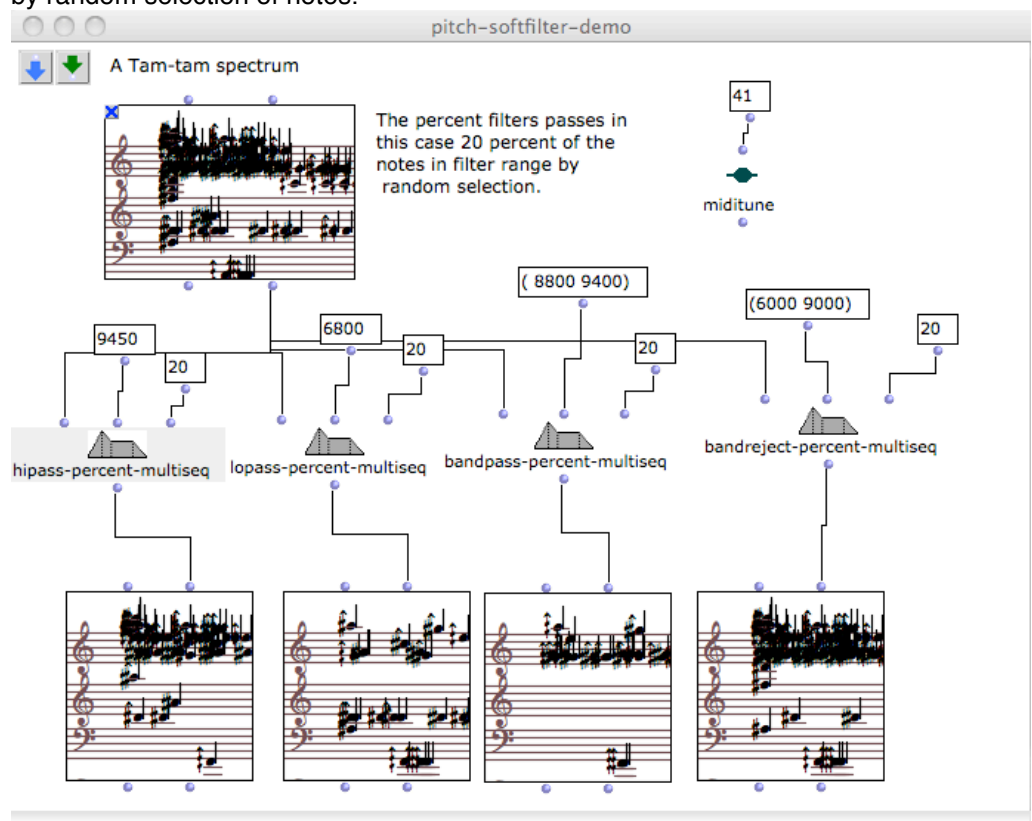 by random selection of notes.
pitch-softfilter-demo
A Tam-tam spectrum
The percent filters passes in
this case 20 percent of the
notes in filter range by
random selection.
41
miditune
( 8800 9400)
(6000 9000)
9450
20
6800
20
20
20
hipass-percent-multiseq
lopass-percent-multiseq
bandpass-percent-multiseq
bandreject-percent-multiseq